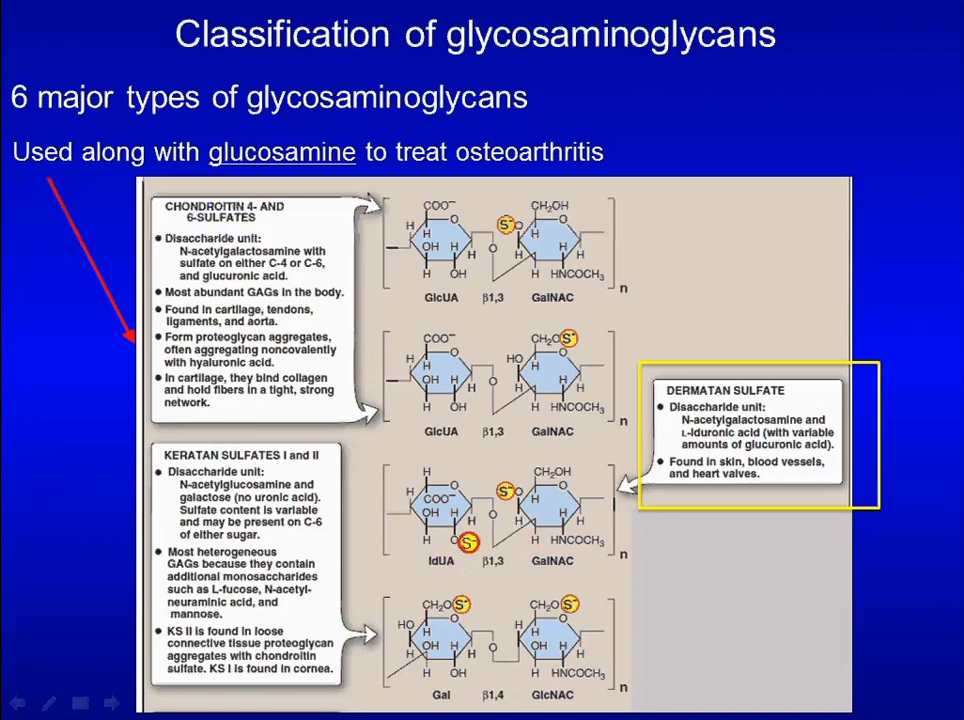 Classification of glycosaminoglycans
6 major types of glycosaminoglycans
Used along with glucosamine to treat osteoarthritis
CHONDROITIN 4- AND
6-SULFATES
• Disaccharide unit:
N-acetylgalactosamine with
sulfate on either C-4 or C-6,
and glucuronic acid.
• Most abundant GAGs in the body.
• Found in cartilage, tendons,
ligaments, and aorta.
• Form proteoglycan aggregates,
often aggregating noncovalently
with hyaluronic acid.
• In cartilage, they bind collagen
and hold fibers in a tight, strong
network.
COO⁻ CH₂OH
H O S⁻ O O
H H
OH H O H
H H
H OH H HNCOCH₃
n
GlcUA β1,3 GalNAC
COO⁻ CH₂O S⁻
H O HO O
H H
OH H O H
H H
H OH H HNCOCH₃
n
GlcUA β1,3 GalNAC
DERMATAN SULFATE
• Disaccharide unit:
N-acetylgalactosamine and
L-iduronic acid (with variable
amounts of glucuronic acid).
• Found in skin, blood vessels,
and heart valves.
KERATAN SULFATES I and II
• Disaccharide unit:
N-acetylglucosamine and
galactose (no uronic acid).
Sulfate content is variable
and may be present on C-6
of either sugar.
• Most heterogeneous
GAGs because they contain
additional monosaccharides
such as L-fucose, N-acetyl-
neuraminic acid, and
mannose.
• KS II is found in loose
connective tissue proteoglycan
aggregates with chondroitin
sulfate. KS I is found in cornea.
H CH₂OH
H O S⁻ O O
COO⁻ H
OH H O H
H H
H O S⁻ H HNCOCH₃
n
IdUA β1,3 GalNAC
CH₂O S⁻ CH₂O S⁻
HO O H O
H H
OH H O OH H
H H
H OH H HNCOCH₃
n
Gal β1,4 GlcNAC